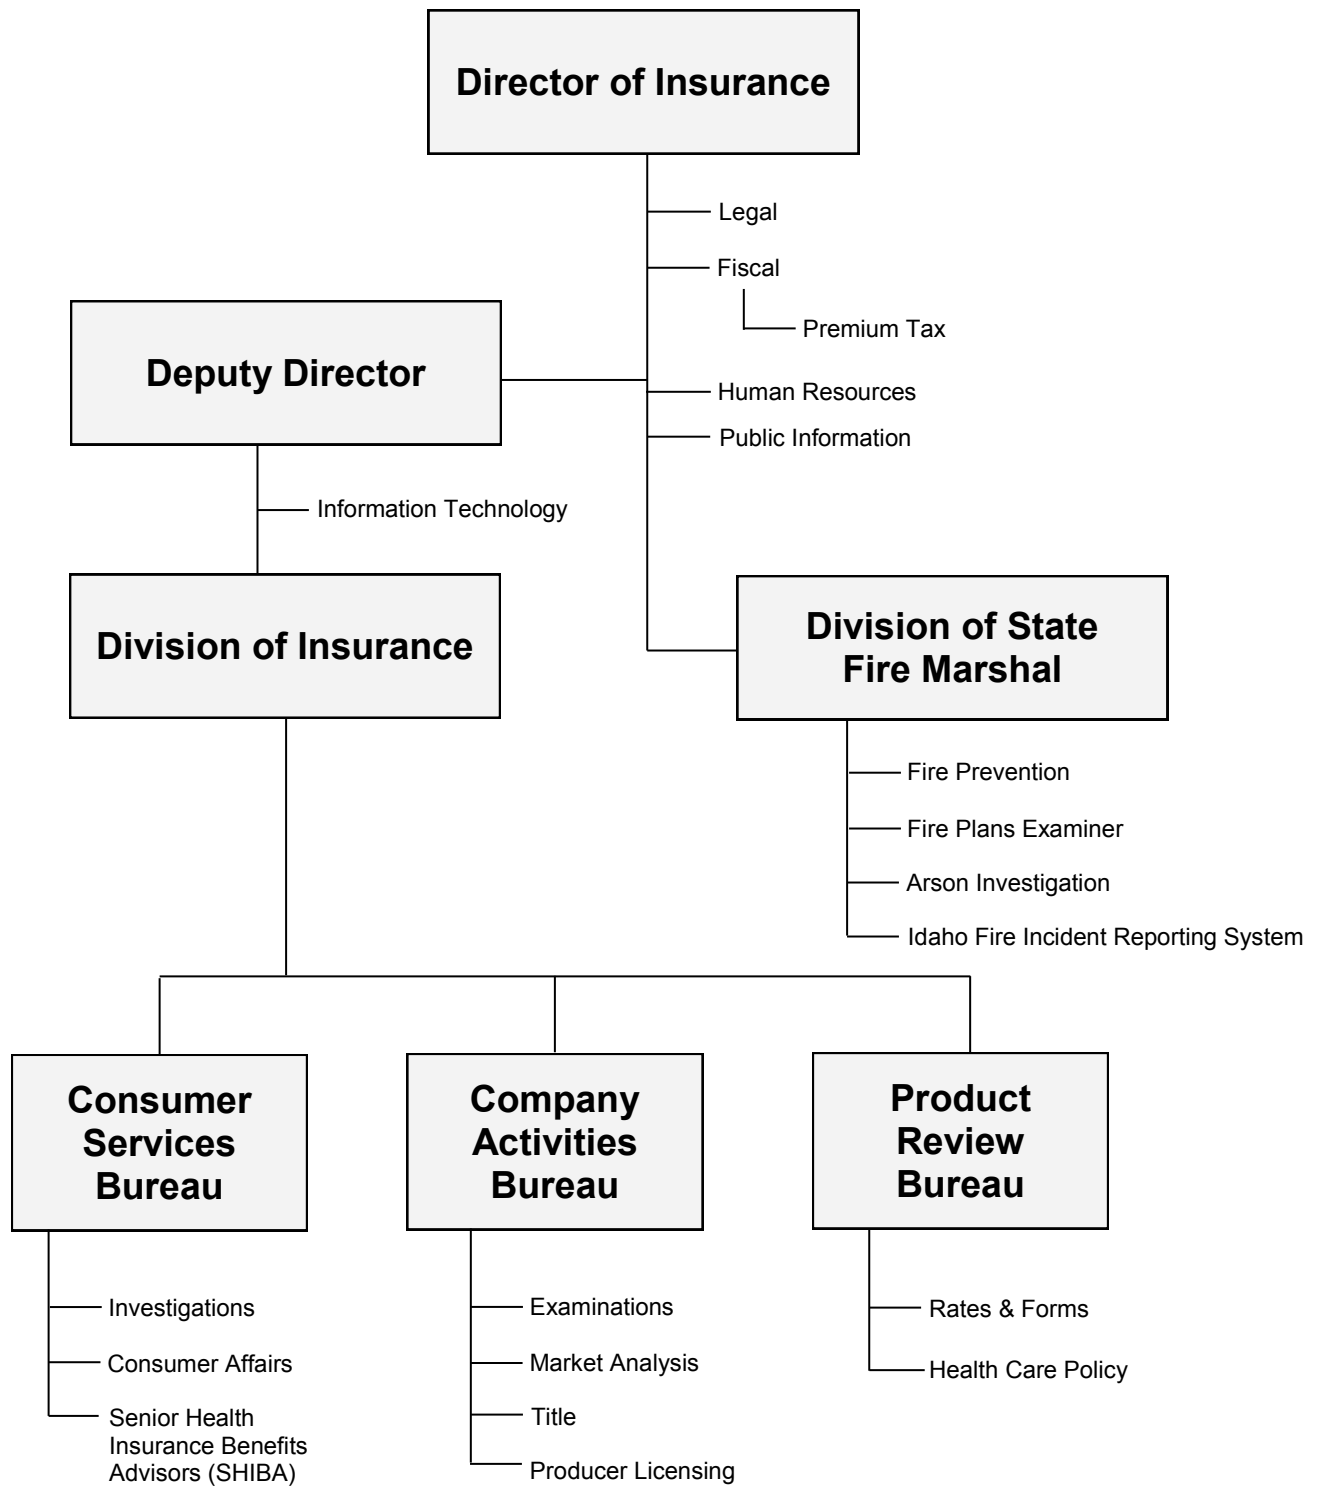 Director of Insurance
Legal
Fiscal
Premium Tax
Deputy Director
Human Resources
Public Information
Information Technology
Division of Insurance
Division of State
Fire Marshal
Fire Prevention
Fire Plans Examiner
Arson Investigation
Idaho Fire Incident Reporting System
Consumer
Services
Bureau
Investigations
Consumer Affairs
Senior Health
Insurance Benefits
Advisors (SHIBA)
Company
Activities
Bureau
Examinations
Market Analysis
Title
Producer Licensing
Product
Review
Bureau
Rates & Forms
Health Care Policy